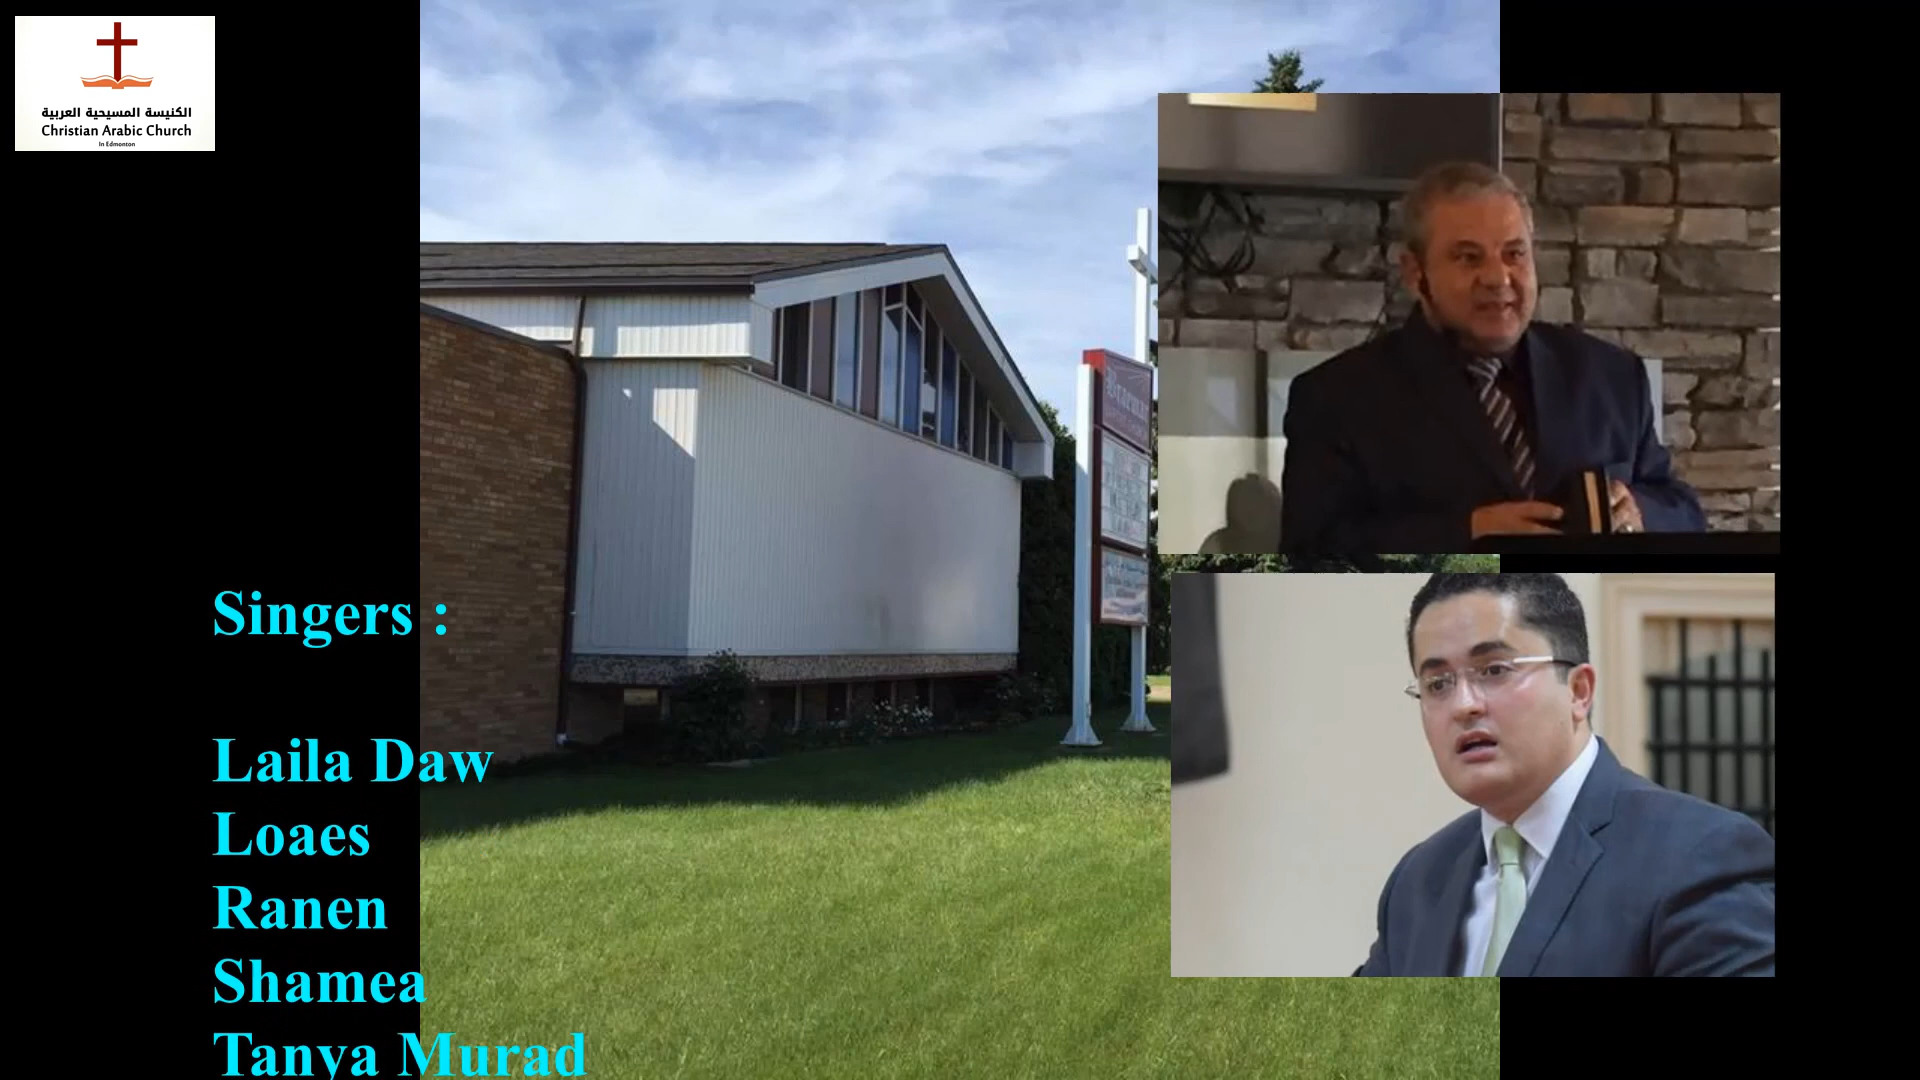 الكنيسة المسيحية العربية
Christian Arabic Church
In Edmonton
Singers :
Laila Daw
Loaes
Ranen
Shamea
Tanya Murad